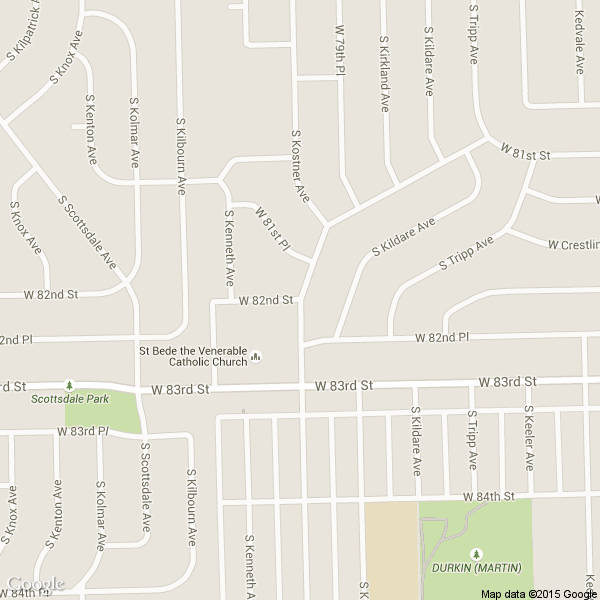 S Kilpatrick A
S Knox Ave
S Kenton Ave
S Kolmar Ave
S Kilbourn Ave
S Kostner Ave
W 79th Pl
S Kirkland Ave
S Kildare Ave
S Tripp Ave
Kedvale Ave
W 81st St
S Scottsdale Ave
S Knox Ave
S Kenneth Ave
W 81st Pl
S Kildare Ave
S Tripp Ave
W Crestlin
W 82nd St
W 82nd St
2nd Pl
W 82nd Pl
St Bede the Venerable
Catholic Church
rd St
W 83rd St
W 83rd St
W 83rd St
Scottsdale Park
W 83rd Pl
S Kildare Ave
S Tripp Ave
S Keeler Ave
S Knox Ave
S Kenton Ave
S Kolmar Ave
S Scottsdale Ave
S Kilbourn Ave
S Kenneth A
S K
W 84th St
Ked
DURKIN (MARTIN)
W 84th Pl
Google
Map data ©2015 Google